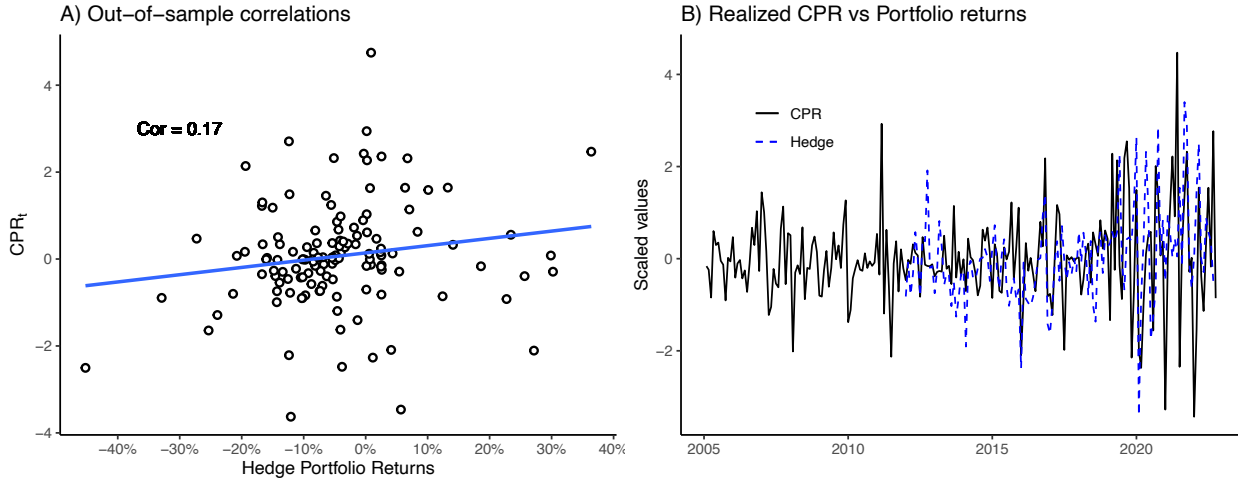 A) Out−of−sample correlations
4
2
0
−2
−4
CPRt
Cor = 0.17
−40%
−30%
−20%
−10%
0%
10%
20%
30%
40%
Hedge Portfolio Returns
B) Realized CPR vs Portfolio returns
4
2
0
−2
Scaled values
CPR
Hedge
2005
2010
2015
2020